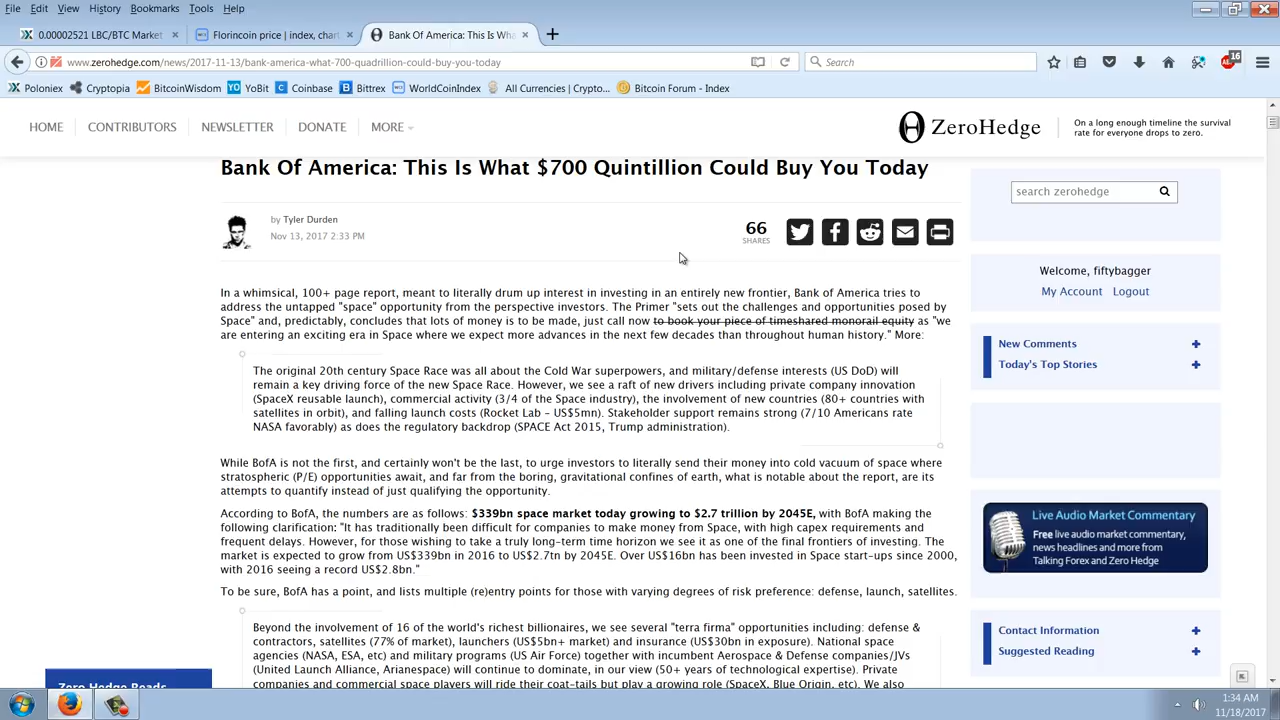 File Edit View History Bookmarks Tools Help
0.00002521 LBC/BTC Market
Florincoin price | index, chart
Bank Of America: This Is Wha
www.zerohedge.com/news/2017-11-13/bank-america-what-700-quadrillion-could-buy-you-today
Search
16
Poloniex Cryptopia BitcoinWisdom YoBit Coinbase Bittrex WorldCoinIndex All Currencies | Crypto... Bitcoin Forum - Index
HOME CONTRIBUTORS NEWSLETTER DONATE MORE
ZeroHedge
On a long enough timeline the survival
rate for everyone drops to zero.
Bank Of America: This Is What $700 Quintillion Could Buy You Today
by Tyler Durden
Nov 13, 2017 2:33 PM
66
SHARES
In a whimsical, 100+ page report, meant to literally drum up interest in investing in an entirely new frontier, Bank of America tries to
address the untapped "space" opportunity from the perspective investors. The Primer "sets out the challenges and opportunities posed by
Space" and, predictably, concludes that lots of money is to be made, just call now to book your piece of timeshared monorail equity as "we
are entering an exciting era in Space where we expect more advances in the next few decades than throughout human history." More:
The original 20th century Space Race was all about the Cold War superpowers, and military/defense interests (US DoD) will
remain a key driving force of the new Space Race. However, we see a raft of new drivers including private company innovation
(SpaceX reusable launch), commercial activity (3/4 of the Space industry), the involvement of new countries (80+ countries with
satellites in orbit), and falling launch costs (Rocket Lab – US$5mn). Stakeholder support remains strong (7/10 Americans rate
NASA favorably) as does the regulatory backdrop (SPACE Act 2015, Trump administration).
While BofA is not the first, and certainly won't be the last, to urge investors to literally send their money into cold vacuum of space where
stratospheric (P/E) opportunities await, and far from the boring, gravitational confines of earth, what is notable about the report, are its
attempts to quantify instead of just qualifying the opportunity.
According to BofA, the numbers are as follows: $339bn space market today growing to $2.7 trillion by 2045E, with BofA making the
following clarification: "It has traditionally been difficult for companies to make money from Space, with high capex requirements and
frequent delays. However, for those wishing to take a truly long-term time horizon we see it as one of the final frontiers of investing. The
market is expected to grow from US$339bn in 2016 to US$2.7tn by 2045E. Over US$16bn has been invested in Space start-ups since 2000,
with 2016 seeing a record US$2.8bn."
To be sure, BofA has a point, and lists multiple (re)entry points for those with varying degrees of risk preference: defense, launch, satellites.
Beyond the involvement of 16 of the world's richest billionaires, we see several "terra firma" opportunities including: defense &
contractors, satellites (77% of market), launchers (US$5bn+ market) and insurance (US$30bn in exposure). National space
agencies (NASA, ESA, etc) and military programs (US Air Force) together with incumbent Aerospace & Defense companies/JVs
(United Launch Alliance, Arianespace) will continue to dominate, in our view (50+ years of technological expertise). Private
companies and commercial space players will ride their coat-tails but play a growing role (SpaceX, Blue Origin, etc). We also
search zerohedge
Welcome, fiftybagger
My Account Logout
New Comments
Today's Top Stories
Live Audio Market Commentary
Free live audio market commentary,
news headlines and more from
Talking Forex and Zero Hedge
Contact Information
Suggested Reading
Zero Hedge Reads
1:34 AM
11/18/2017